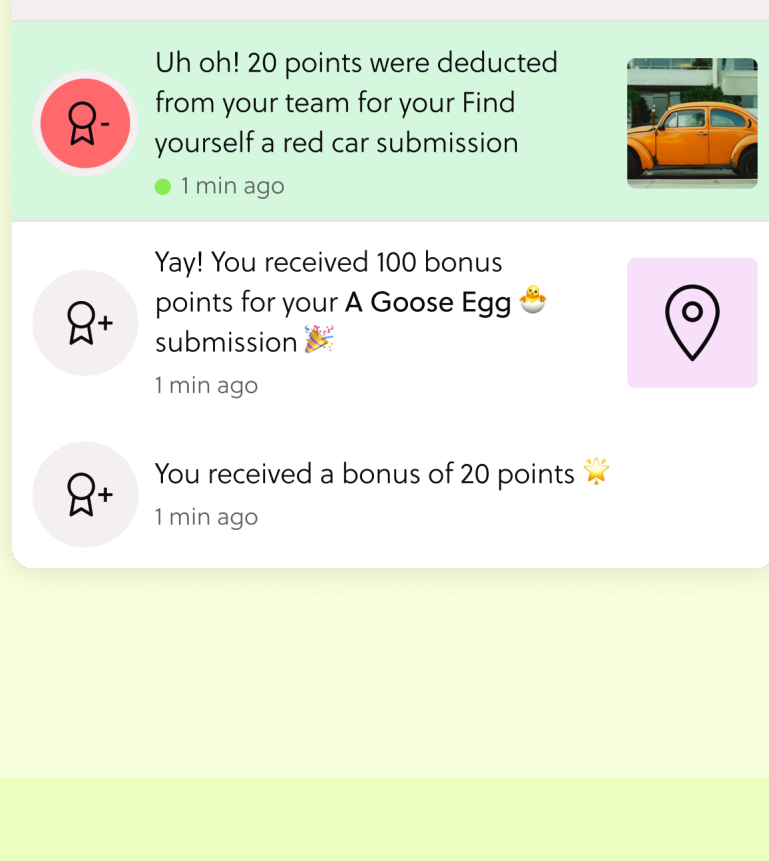 Uh oh! 20 points were deducted
from your team for your Find
yourself a red car submission
1 min ago
Yay! You received 100 bonus
points for your A Goose Egg 🐣
submission 🎉
1 min ago
You received a bonus of 20 points 🌟
1 min ago